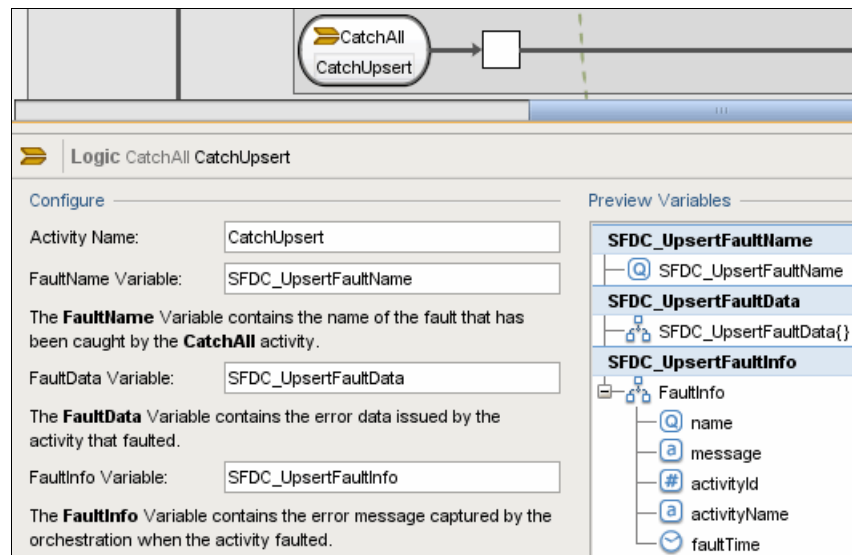 CatchAll
CatchUpsert
Logic CatchAll CatchUpsert
Configure
Activity Name: CatchUpsert
FaultName Variable: SFDC_UpsertFaultName
The FaultName Variable contains the name of the fault that has
been caught by the CatchAll activity.
FaultData Variable: SFDC_UpsertFaultData
The FaultData Variable contains the error data issued by the
activity that faulted.
FaultInfo Variable: SFDC_UpsertFaultInfo
The FaultInfo Variable contains the error message captured by the
orchestration when the activity faulted.
Preview Variables
SFDC_UpsertFaultName
Q SFDC_UpsertFaultName
SFDC_UpsertFaultData
SFDC_UpsertFaultData{}
SFDC_UpsertFaultInfo
FaultInfo
Q name
a message
# activityId
a activityName
faultTime